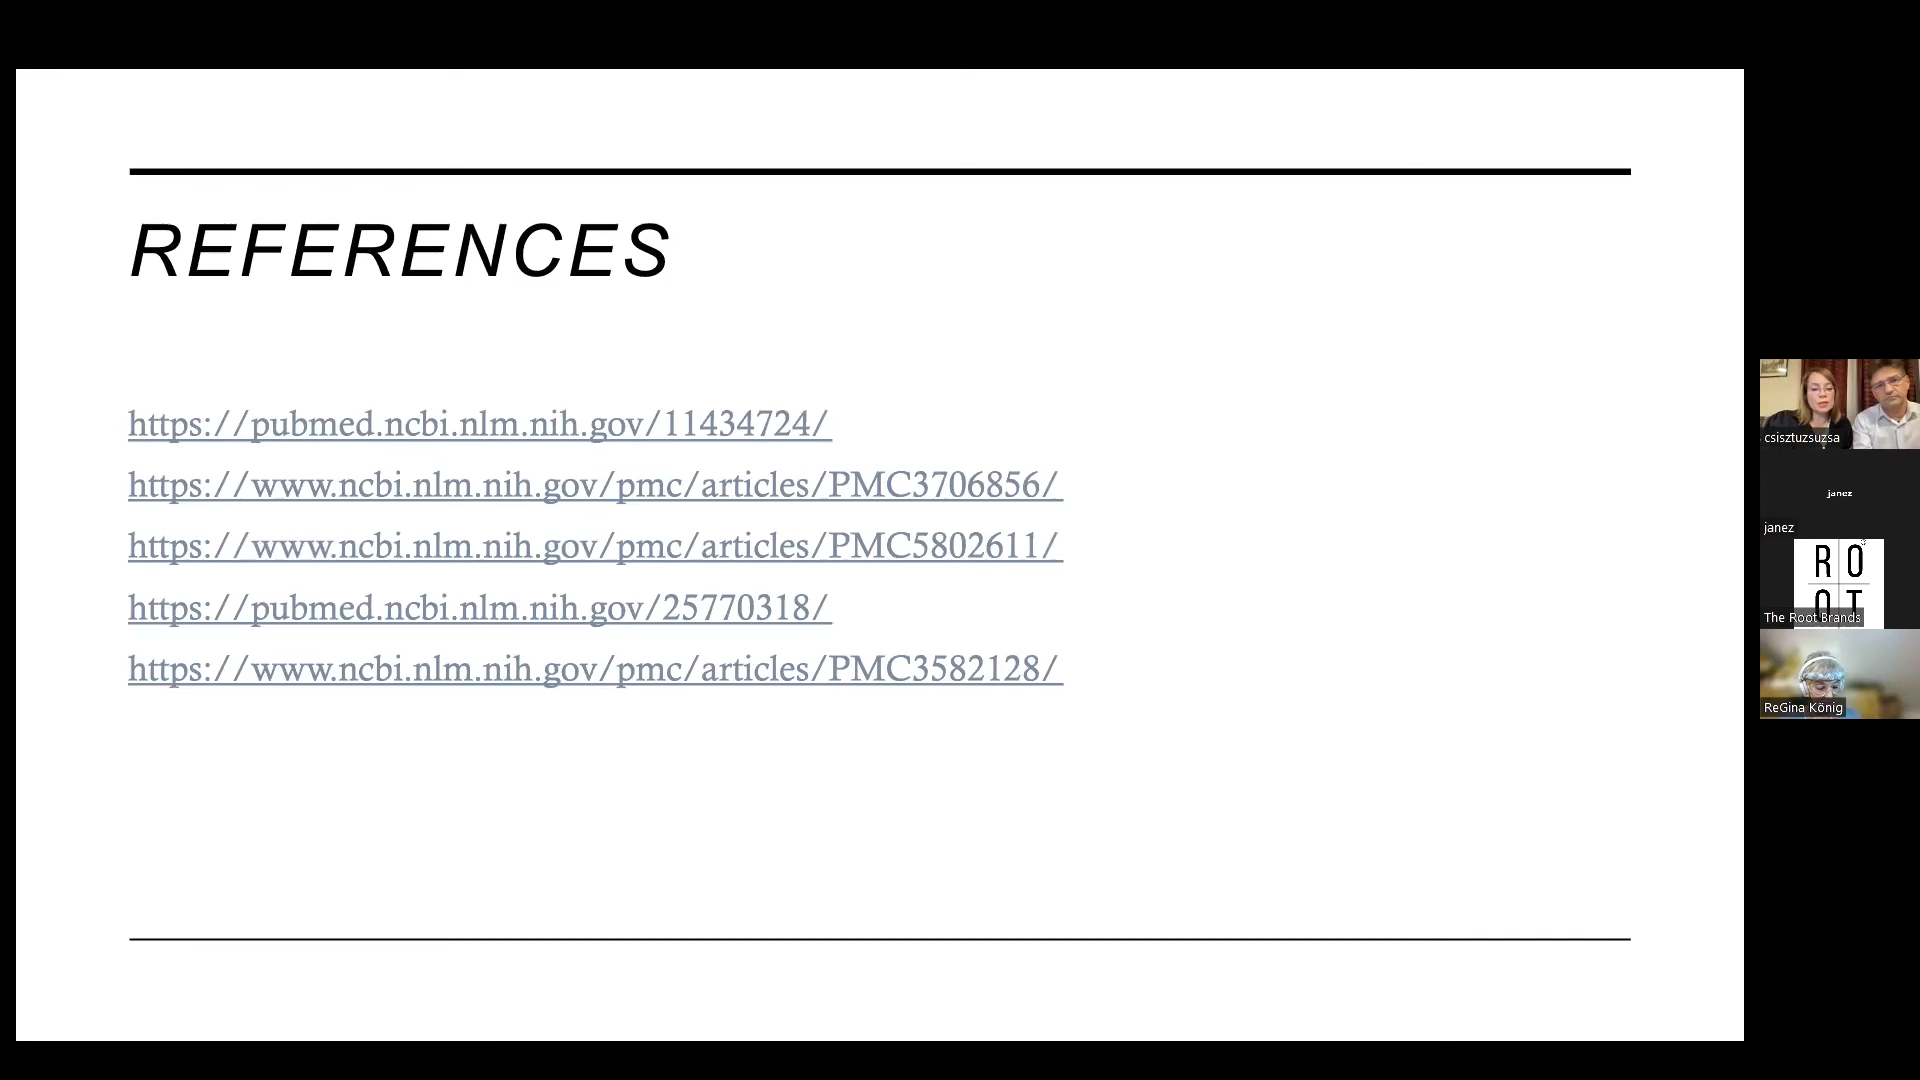 REFERENCES
https://pubmed.ncbi.nlm.nih.gov/11434724/
https://www.ncbi.nlm.nih.gov/pmc/articles/PMC3706856/
https://www.ncbi.nlm.nih.gov/pmc/articles/PMC5802611/
https://pubmed.ncbi.nlm.nih.gov/25770318/
https://www.ncbi.nlm.nih.gov/pmc/articles/PMC3582128/
csisztuzsuzsa
janez
janez
RO
OT
The Root Brands
ReGina König